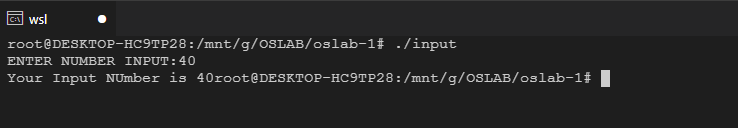 wsl
root@DESKTOP-HC9TP28:/mnt/g/OSLAB/oslab-1# ./input
ENTER NUMBER INPUT:40
Your Input NUmber is 40root@DESKTOP-HC9TP28:/mnt/g/OSLAB/oslab-1#